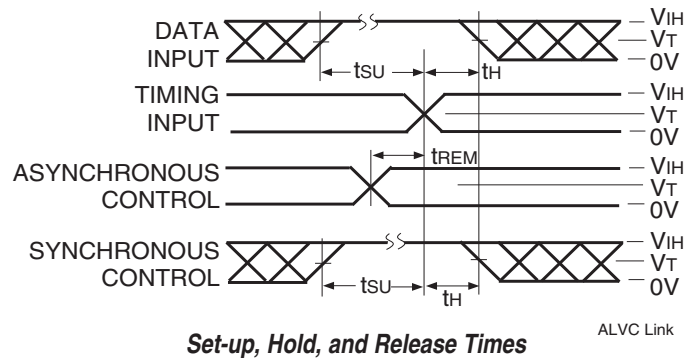 DATA
INPUT
tSU
tH
VIH
VT
0V
TIMING
INPUT
VIH
VT
0V
tREM
ASYNCHRONOUS
CONTROL
VIH
VT
0V
SYNCHRONOUS
CONTROL
tSU
tH
VIH
VT
0V
ALVC Link
Set-up, Hold, and Release Times